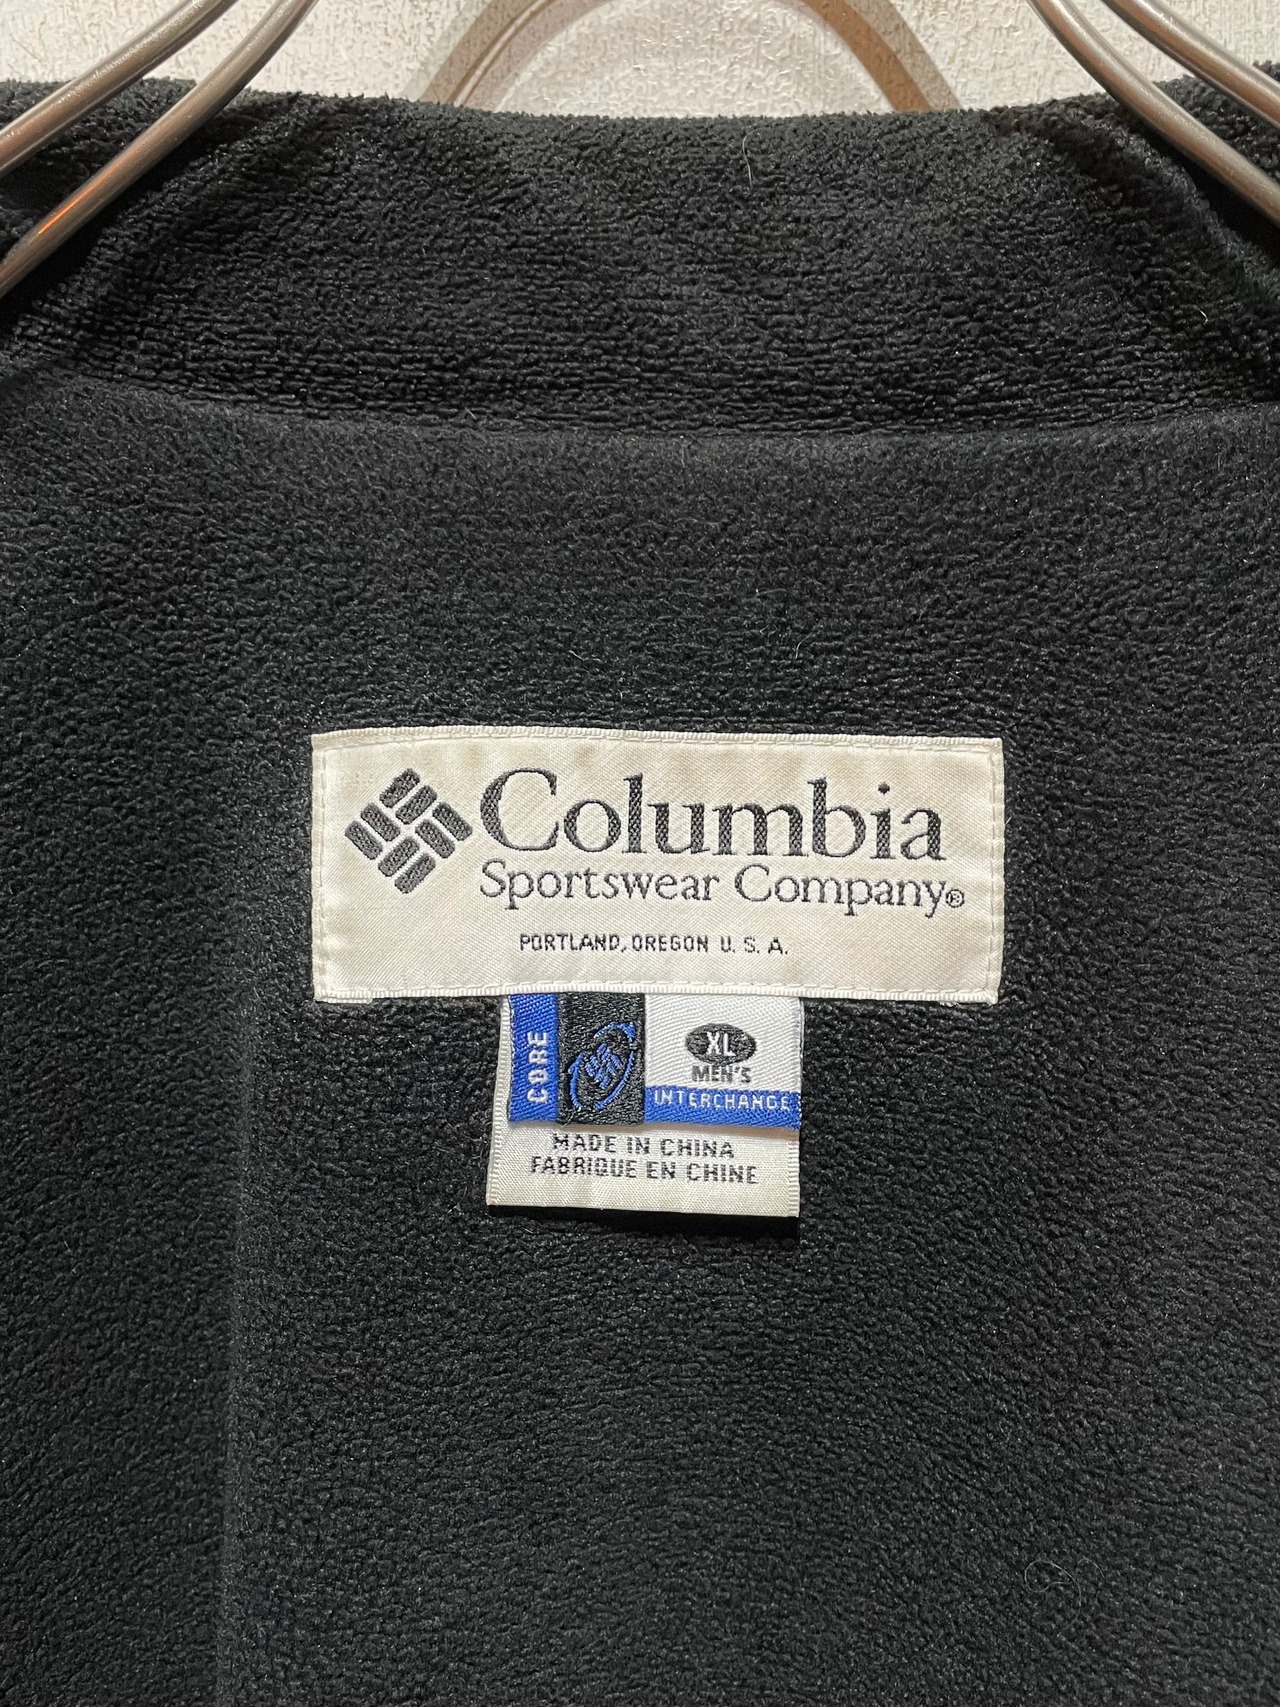 Columbia
Sportswear Company®
PORTLAND, OREGON U. S. A.
CORE
XL
MEN'S
INTERCHANGE
MADE IN CHINA
FABRIQUE EN CHINE